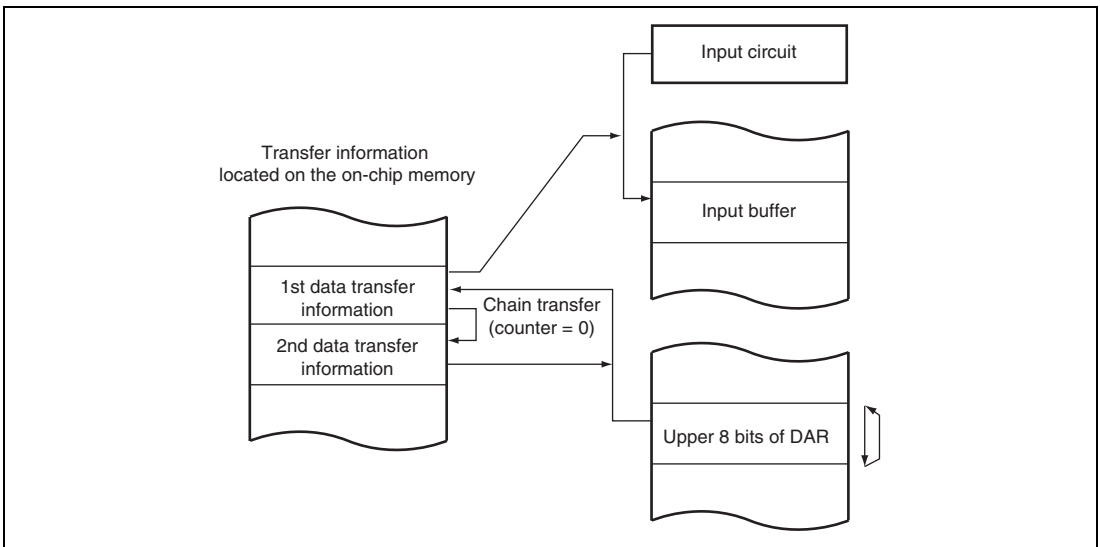 Input circuit
Transfer information
located on the on-chip memory
Input buffer
1st data transfer
information
Chain transfer
(counter = 0)
2nd data transfer
information
Upper 8 bits of DAR